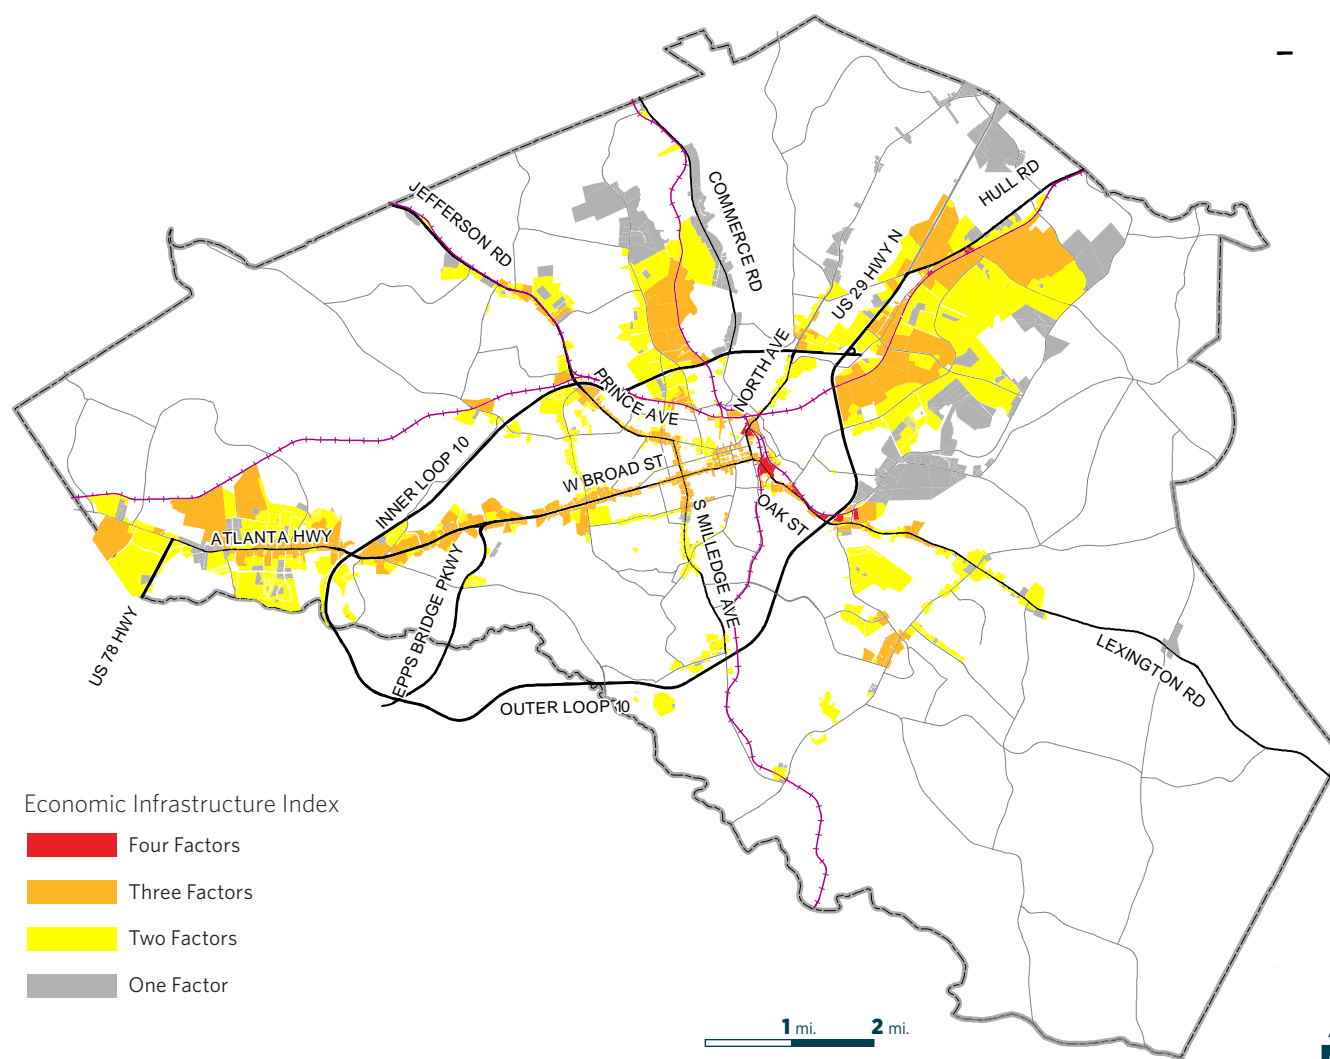 JEFFERSON RD
COMMERCE RD
HULL RD
US 29 HWY N
NORTH AVE
PRINCE AVE
INNER LOOP 10
W BROAD ST
ATLANTA HWY
S MILLEDGE AVE
OAK ST
US 78 HWY
EPPS BRIDGE PKWY
OUTER LOOP 10
LEXINGTON RD
Economic Infrastructure Index
Four Factors
Three Factors
Two Factors
One Factor
1 mi. 2 mi.